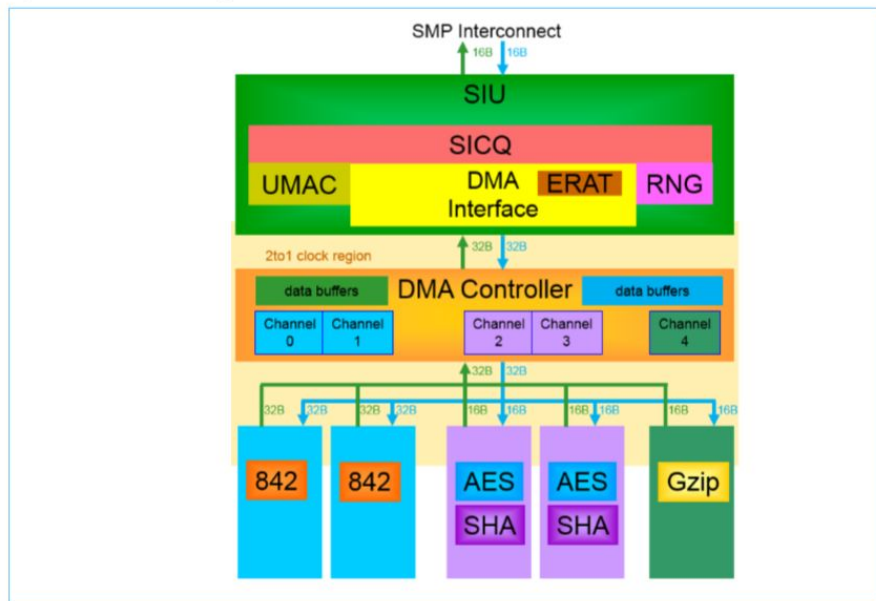 SMP Interconnect
16B 16B
SIU
SICQ
UMAC DMA Interface ERAT RNG
32B 32B
2to1 clock region
data buffers DMA Controller data buffers
Channel 0 Channel 1 Channel 2 Channel 3 Channel 4
32B 32B
32B 32B 32B 32B 16B 16B 16B 16B 16B 16B
842 842 AES AES Gzip
SHA SHA